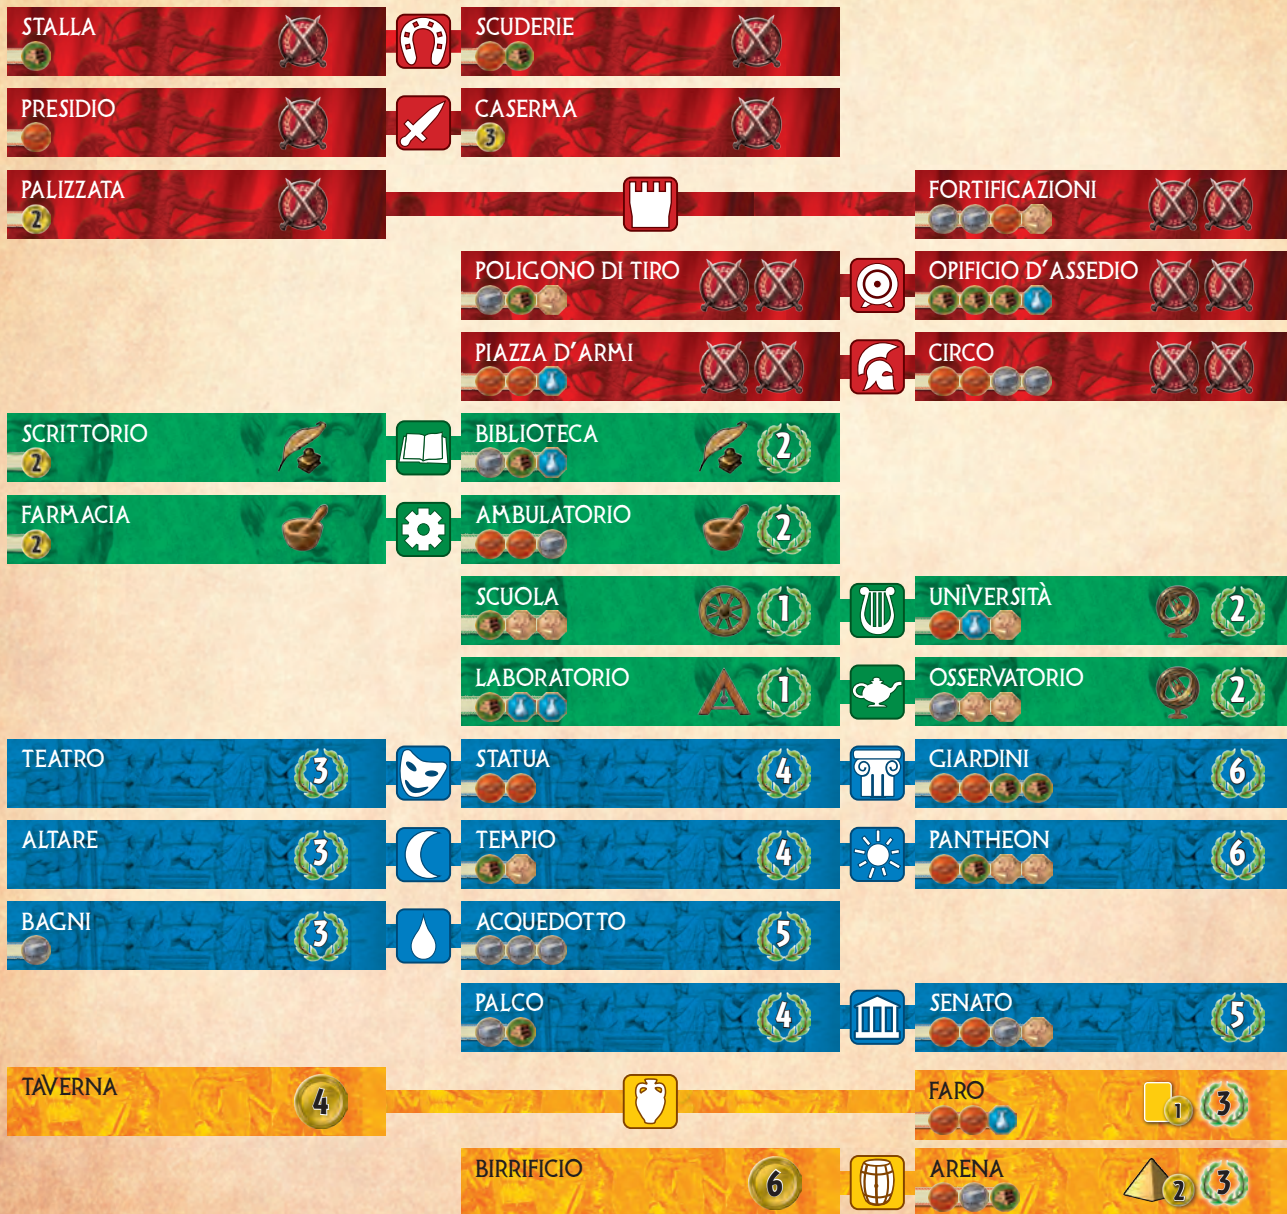 STALLA
SCUDERIE
PRESIDIO
CASERMA
3
PALIZZATA
2
FORTIFICAZIONI
POLIGONO DI TIRO
OPIFICIO D'ASSEDIO
PIAZZA D'ARMI
CIRCO
SCRITTORIO
2
BIBLIOTECA
2
FARMACIA
2
AMBULATORIO
2
SCUOLA
1
UNIVERSITÀ
2
LABORATORIO
1
OSSERVATORIO
2
TEATRO
3
STATUA
4
GIARDINI
6
ALTARE
3
TEMPIO
4
PANTHEON
6
BAGNI
3
ACQUEDOTTO
5
PALCO
4
SENATO
5
TAVERNA
4
FARO
1
3
BIRRIFICIO
6
ARENA
2
3